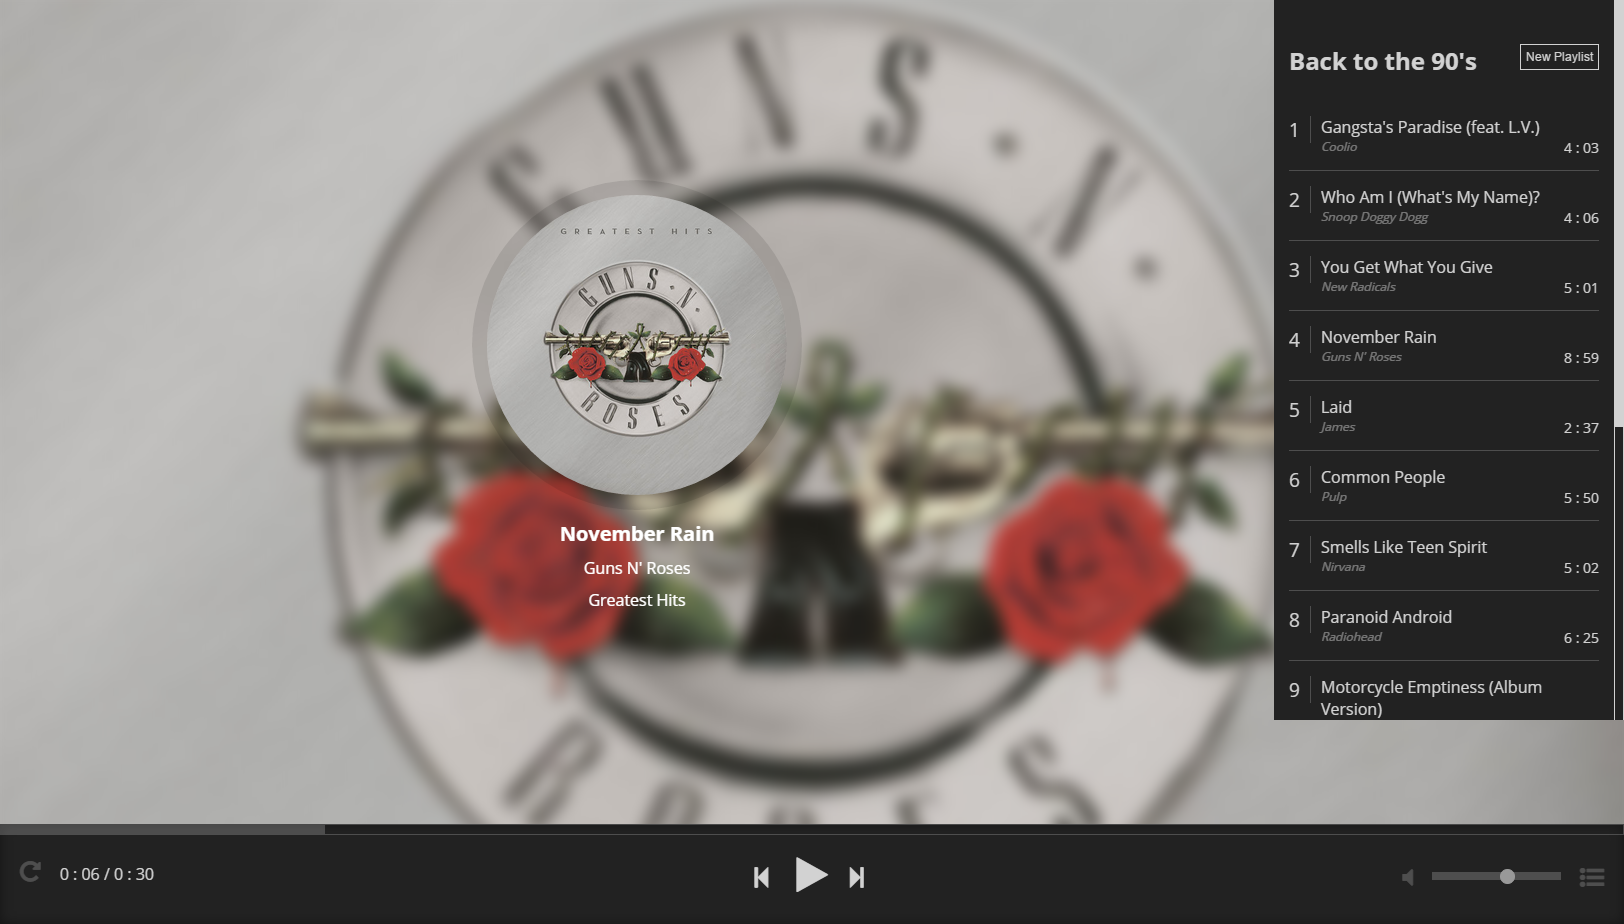 GUNS N'
GREATEST HITS
GUNS N'
ROSES
November Rain
Guns N' Roses
Greatest Hits
Back to the 90's
New Playlist
1
Gangsta's Paradise (feat. L.V.)
Coolio
4 : 03
2
Who Am I (What's My Name)?
Snoop Doggy Dogg
4 : 06
3
You Get What You Give
New Radicals
5 : 01
4
November Rain
Guns N' Roses
8 : 59
5
Laid
James
2 : 37
6
Common People
Pulp
5 : 50
7
Smells Like Teen Spirit
Nirvana
5 : 02
8
Paranoid Android
Radiohead
6 : 25
9
Motorcycle Emptiness (Album
Version)
0 : 06 / 0 : 30